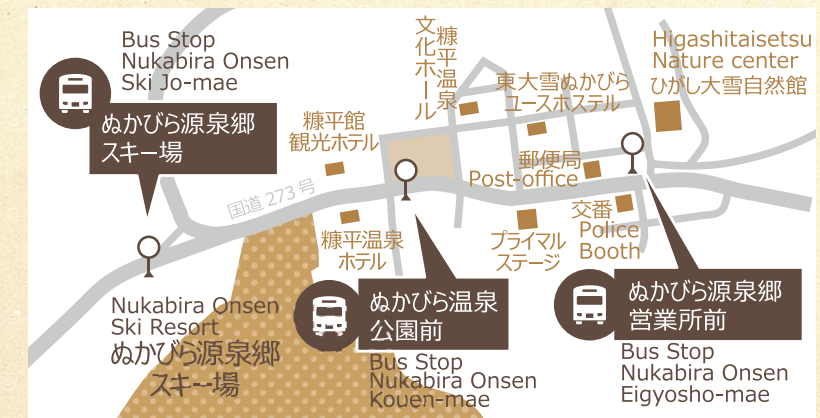 Bus Stop
Nukabira Onsen
Ski Jo-mae
ぬかびら源泉郷
スキー場
糠平館
観光ホテル
糠平温泉
文化ホール
東大雪ぬかびら
ユースホステル
Higashitaisetsu
Nature center
ひがし大雪自然館
郵便局
Post-office
国道273号
糠平温泉
ホテル
プライマル
ステージ
交番
Police
Booth
Nukabira Onsen
Ski Resort
ぬかびら源泉郷
スキー場
ぬかびら温泉
公園前
Bus Stop
Nukabira Onsen
Kouen-mae
ぬかびら源泉郷
営業所前
Bus Stop
Nukabira Onsen
Eigyosho-mae